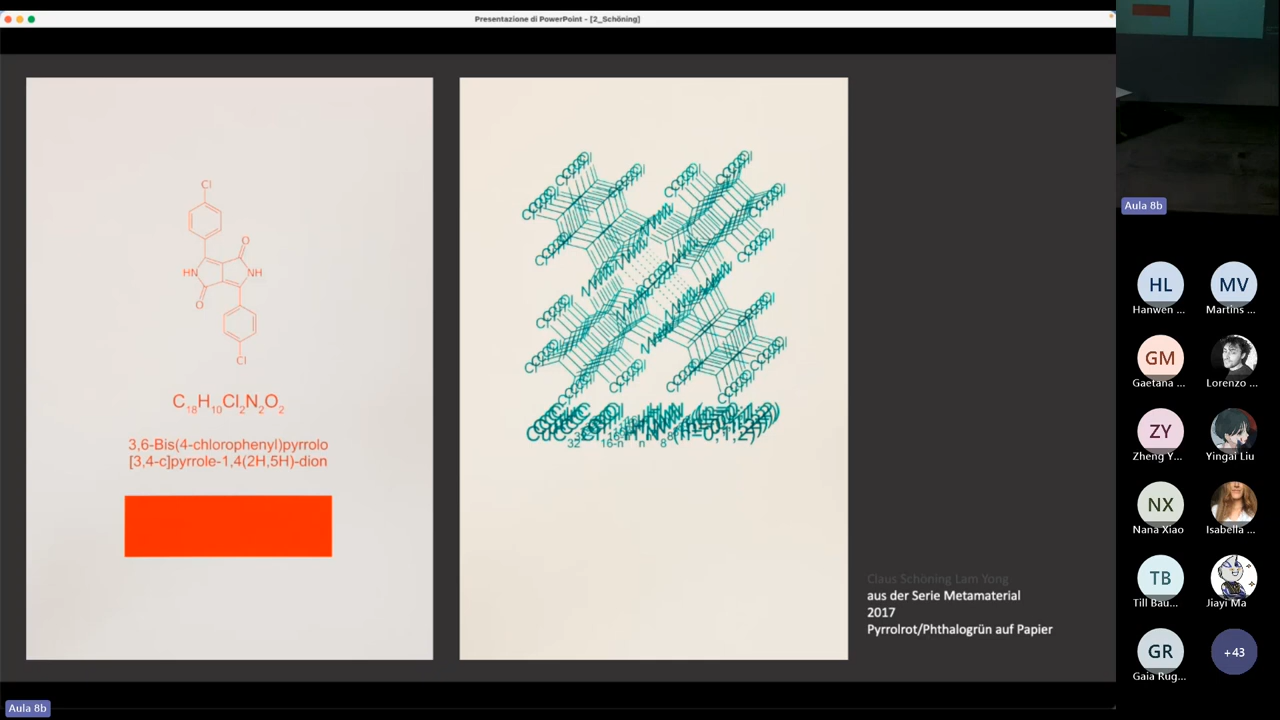 Presentazione di PowerPoint - [2_Schöning]
Cl
O
HN
NH
O
Cl
C18H10Cl2N2O2
3,6-Bis(4-chlorophenyl)pyrrolo
[3,4-c]pyrrole-1,4(2H,5H)-dion
Claus Schöning Lam Yong
aus der Serie Metamaterial
2017
Pyrrolrot/Phthalogrün auf Papier
Aula 8b
Aula 8b
HL
Hanwen ...
MV
Martins ...
GM
Gaetana ...
Lorenzo ...
ZY
Zheng Y...
Yingai Liu
NX
Nana Xiao
Isabella ...
TB
Till Bau...
Jiayi Ma
GR
Gaia Rug...
+43